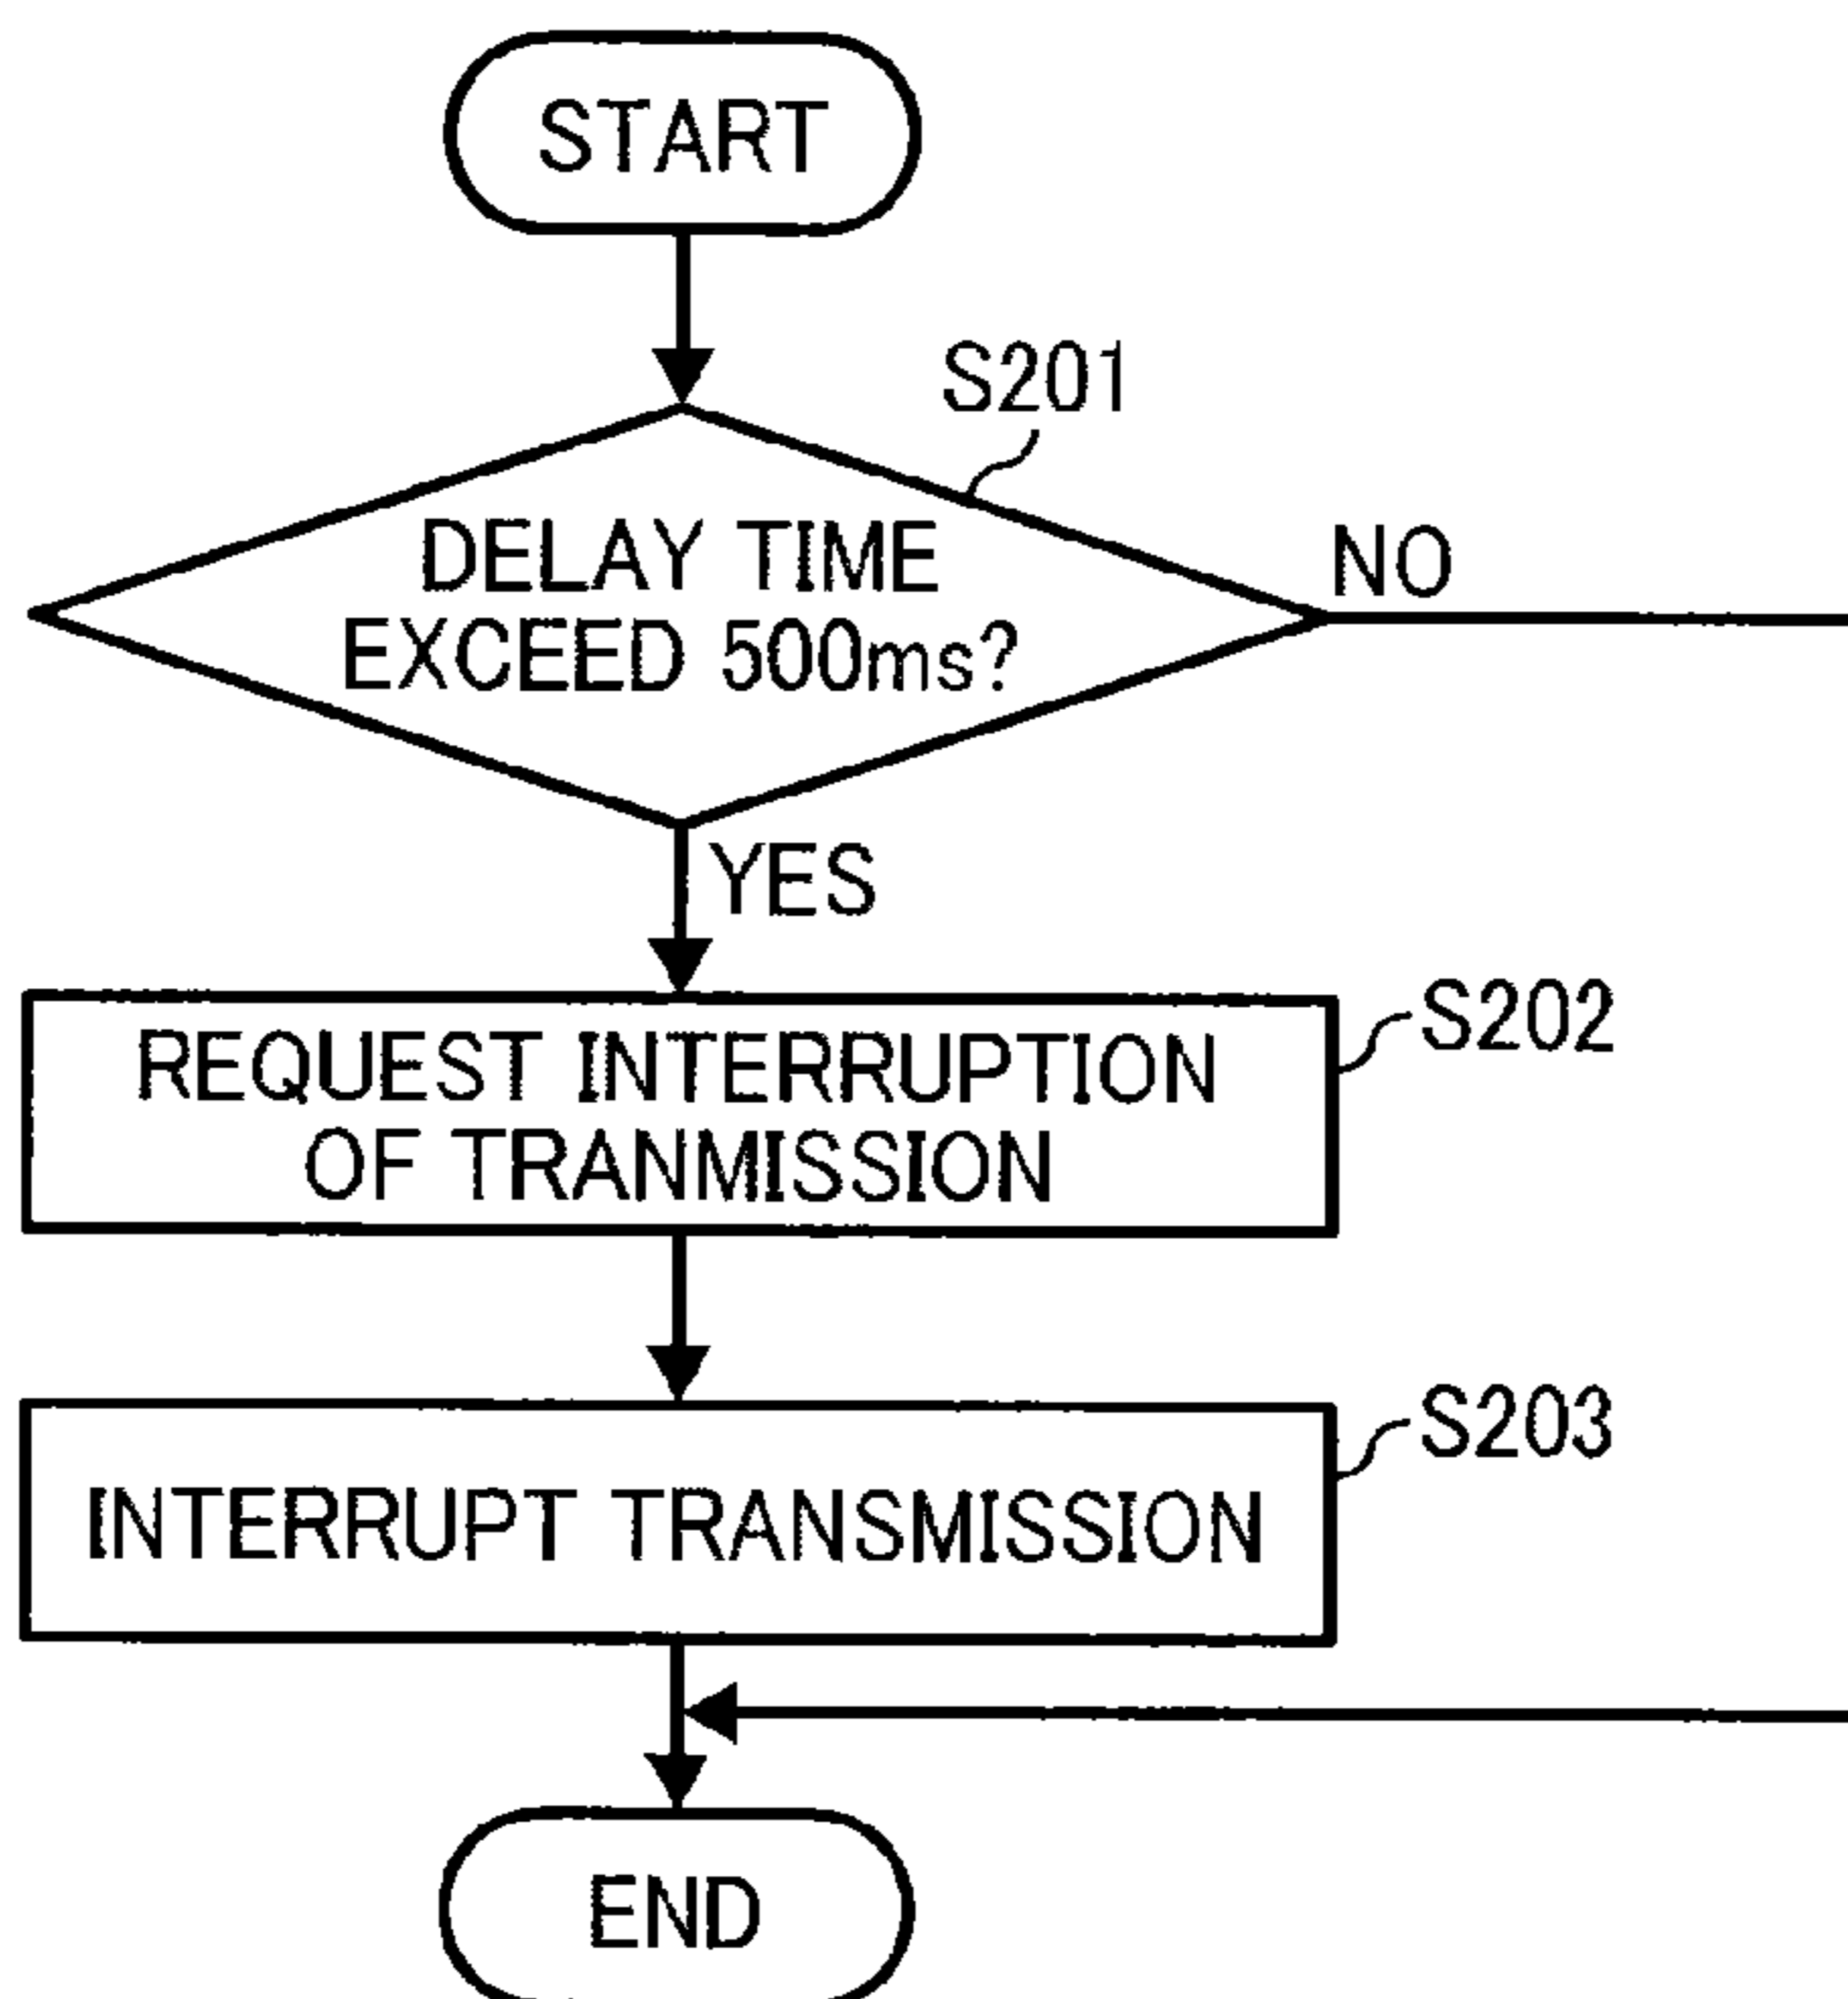 START
S201
DELAY TIME
EXCEED 500ms?
NO
YES
S202
REQUEST INTERRUPTION
OF TRANMISSION
S203
INTERRUPT TRANSMISSION
END